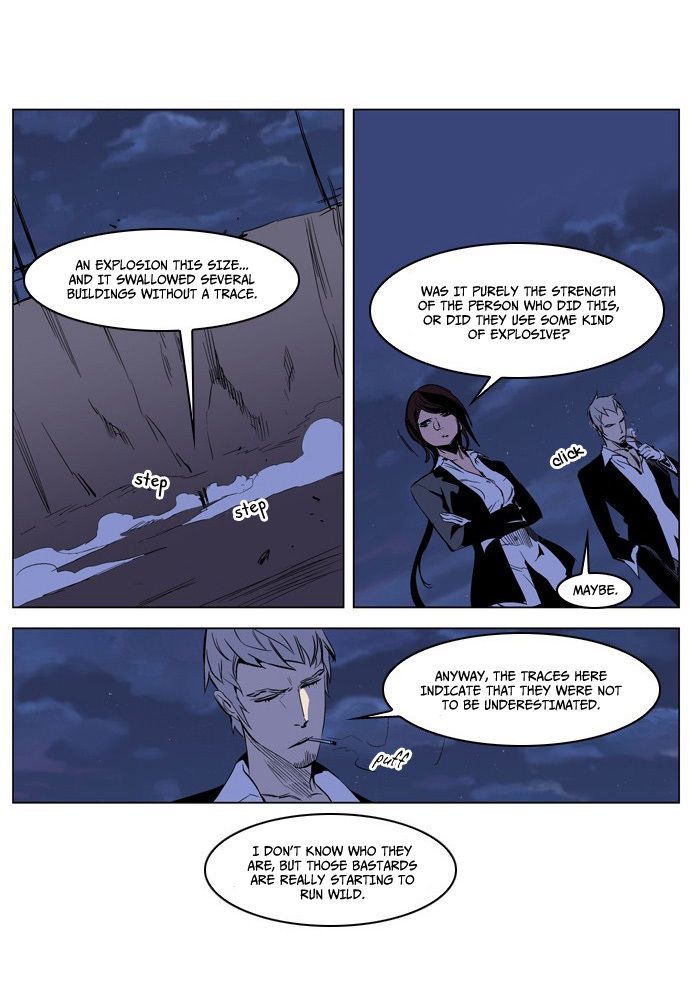 AN EXPLOSION THIS SIZE...
AND IT SWALLOWED SEVERAL
BUILDINGS WITHOUT A TRACE.
step
step
WAS IT PURELY THE STRENGTH
OF THE PERSON WHO DID THIS,
OR DID THEY USE SOME KIND
OF EXPLOSIVE?
click
MAYBE.
ANYWAY, THE TRACES HERE
INDICATE THAT THEY WERE NOT
TO BE UNDERESTIMATED.
puff
I DON'T KNOW WHO THEY
ARE, BUT THOSE BASTARDS
ARE REALLY STARTING TO
RUN WILD.